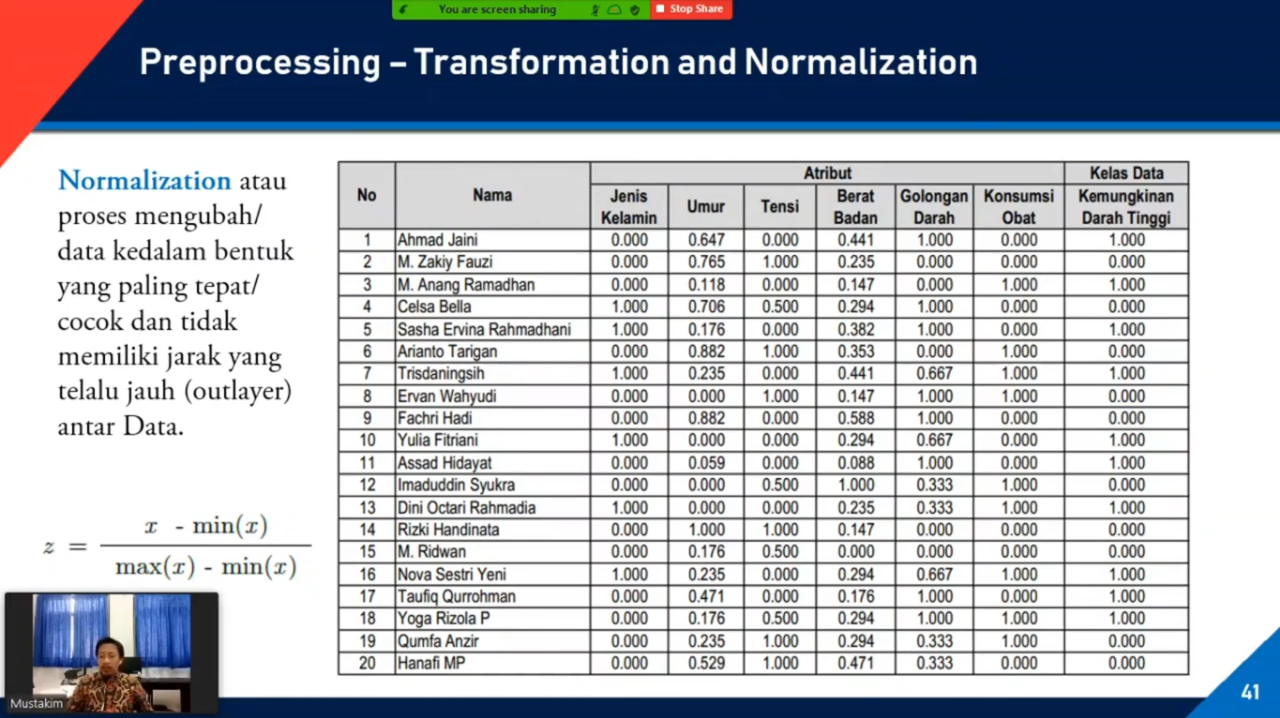 You are screen sharing Stop Share
Preprocessing – Transformation and Normalization
Normalization atau
proses mengubah/
data kedalam bentuk
yang paling tepat/
cocok dan tidak
memiliki jarak yang
telalu jauh (outlayer)
antar Data.
z = x - min(x)
max(x) - min(x)
No Nama Atribut Kelas Data
Jenis Kelamin Umur Tensi Berat Badan Golongan Darah Konsumsi Obat Kemungkinan Darah Tinggi
1 Ahmad Jaini 0.000 0.647 0.000 0.441 1.000 0.000 1.000
2 M. Zakiy Fauzi 0.000 0.765 1.000 0.235 0.000 0.000 0.000
3 M. Anang Ramadhan 0.000 0.118 0.000 0.147 0.000 1.000 1.000
4 Celsa Bella 1.000 0.706 0.500 0.294 1.000 0.000 0.000
5 Sasha Ervina Rahmadhani 1.000 0.176 0.000 0.382 1.000 0.000 1.000
6 Arianto Tarigan 0.000 0.882 1.000 0.353 0.000 1.000 0.000
7 Trisdaningsih 1.000 0.235 0.000 0.441 0.667 1.000 1.000
8 Ervan Wahyudi 0.000 0.000 1.000 0.147 1.000 1.000 0.000
9 Fachri Hadi 0.000 0.882 0.000 0.588 1.000 0.000 0.000
10 Yulia Fitriani 1.000 0.000 0.000 0.294 0.667 0.000 1.000
11 Assad Hidayat 0.000 0.059 0.000 0.088 1.000 0.000 1.000
12 Imaduddin Syukra 0.000 0.000 0.500 1.000 0.333 1.000 0.000
13 Dini Octari Rahmadia 1.000 0.000 0.000 0.235 0.333 1.000 1.000
14 Rizki Handinata 0.000 1.000 1.000 0.147 0.000 0.000 0.000
15 M. Ridwan 0.000 0.176 0.500 0.000 0.000 0.000 0.000
16 Nova Sestri Yeni 1.000 0.235 0.000 0.294 0.667 1.000 1.000
17 Taufiq Qurrohman 0.000 0.471 0.000 0.176 1.000 0.000 1.000
18 Yoga Rizola P 0.000 0.176 0.500 0.294 1.000 1.000 1.000
19 Qumfa Anzir 0.000 0.235 1.000 0.294 0.333 1.000 0.000
20 Hanafi MP 0.000 0.529 1.000 0.471 0.333 0.000 0.000
Mustakim
41